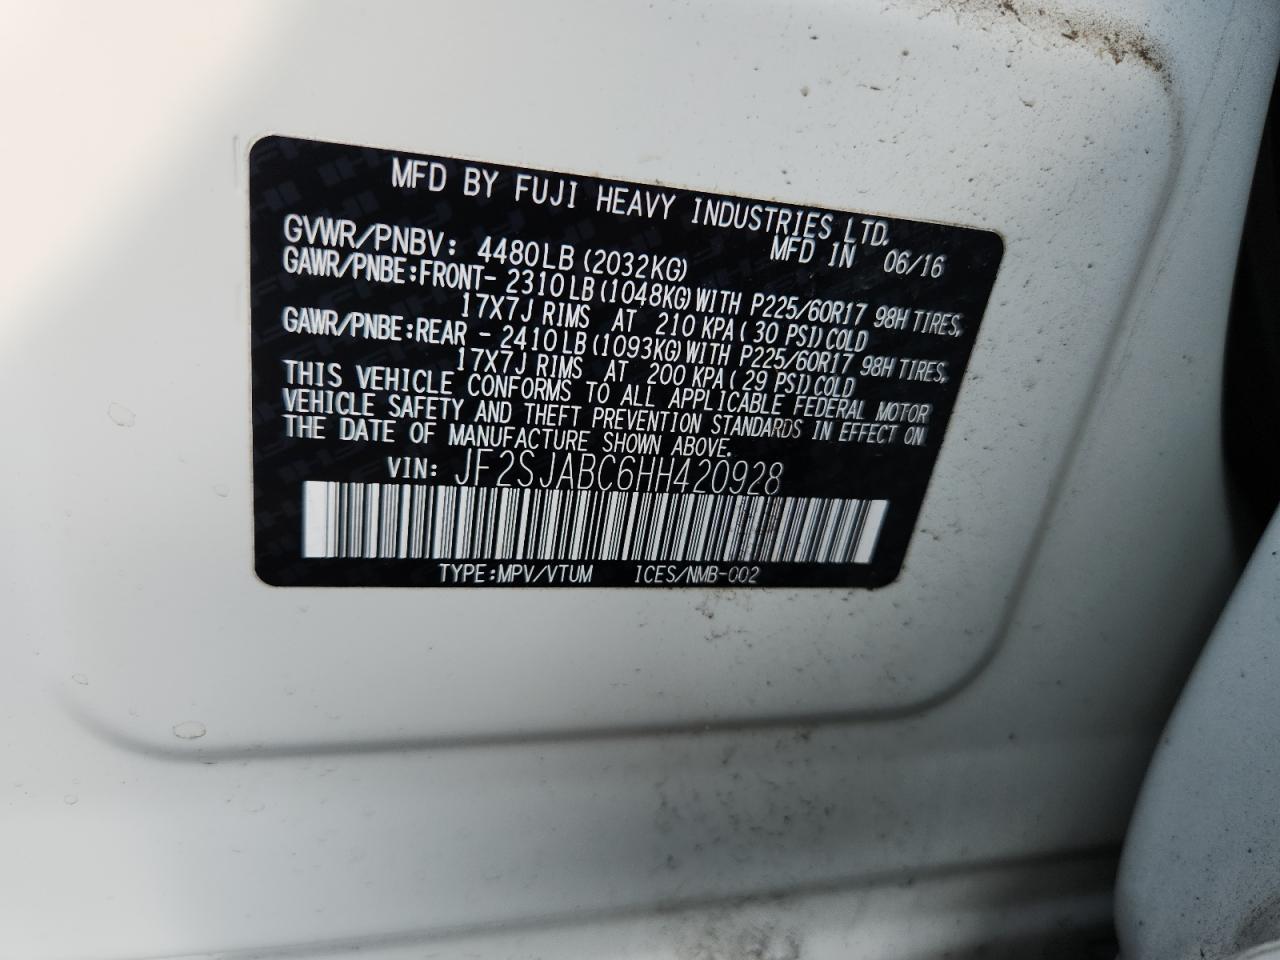 MFD BY FUJI HEAVY INDUSTRIES LTD.
MFD IN 06/16
GVWR/PNBV: 4480LB (2032KG)
GAWR/PNBE:FRONT- 2310LB (1048KG) WITH P225/60R17 98H TIRES,
17X7J RIMS AT 210 KPA ( 30 PSI) COLD
GAWR/PNBE:REAR - 2410LB (1093KG) WITH P225/60R17 98H TIRES,
17X7J RIMS AT 200 KPA ( 29 PSI) COLD
THIS VEHICLE CONFORMS TO ALL APPLICABLE FEDERAL MOTOR
VEHICLE SAFETY AND THEFT PREVENTION STANDARDS IN EFFECT ON
THE DATE OF MANUFACTURE SHOWN ABOVE.
VIN: JF2SJABC6HH420928
TYPE:MPV/VTUM ICES/NMB-002